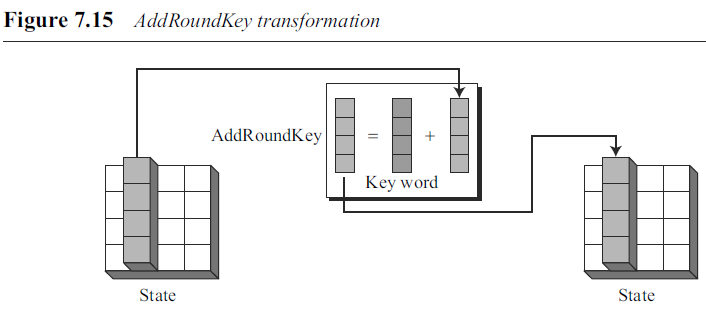 Figure 7.15 AddRoundKey transformation
AddRoundKey
= +
Key word
State
State